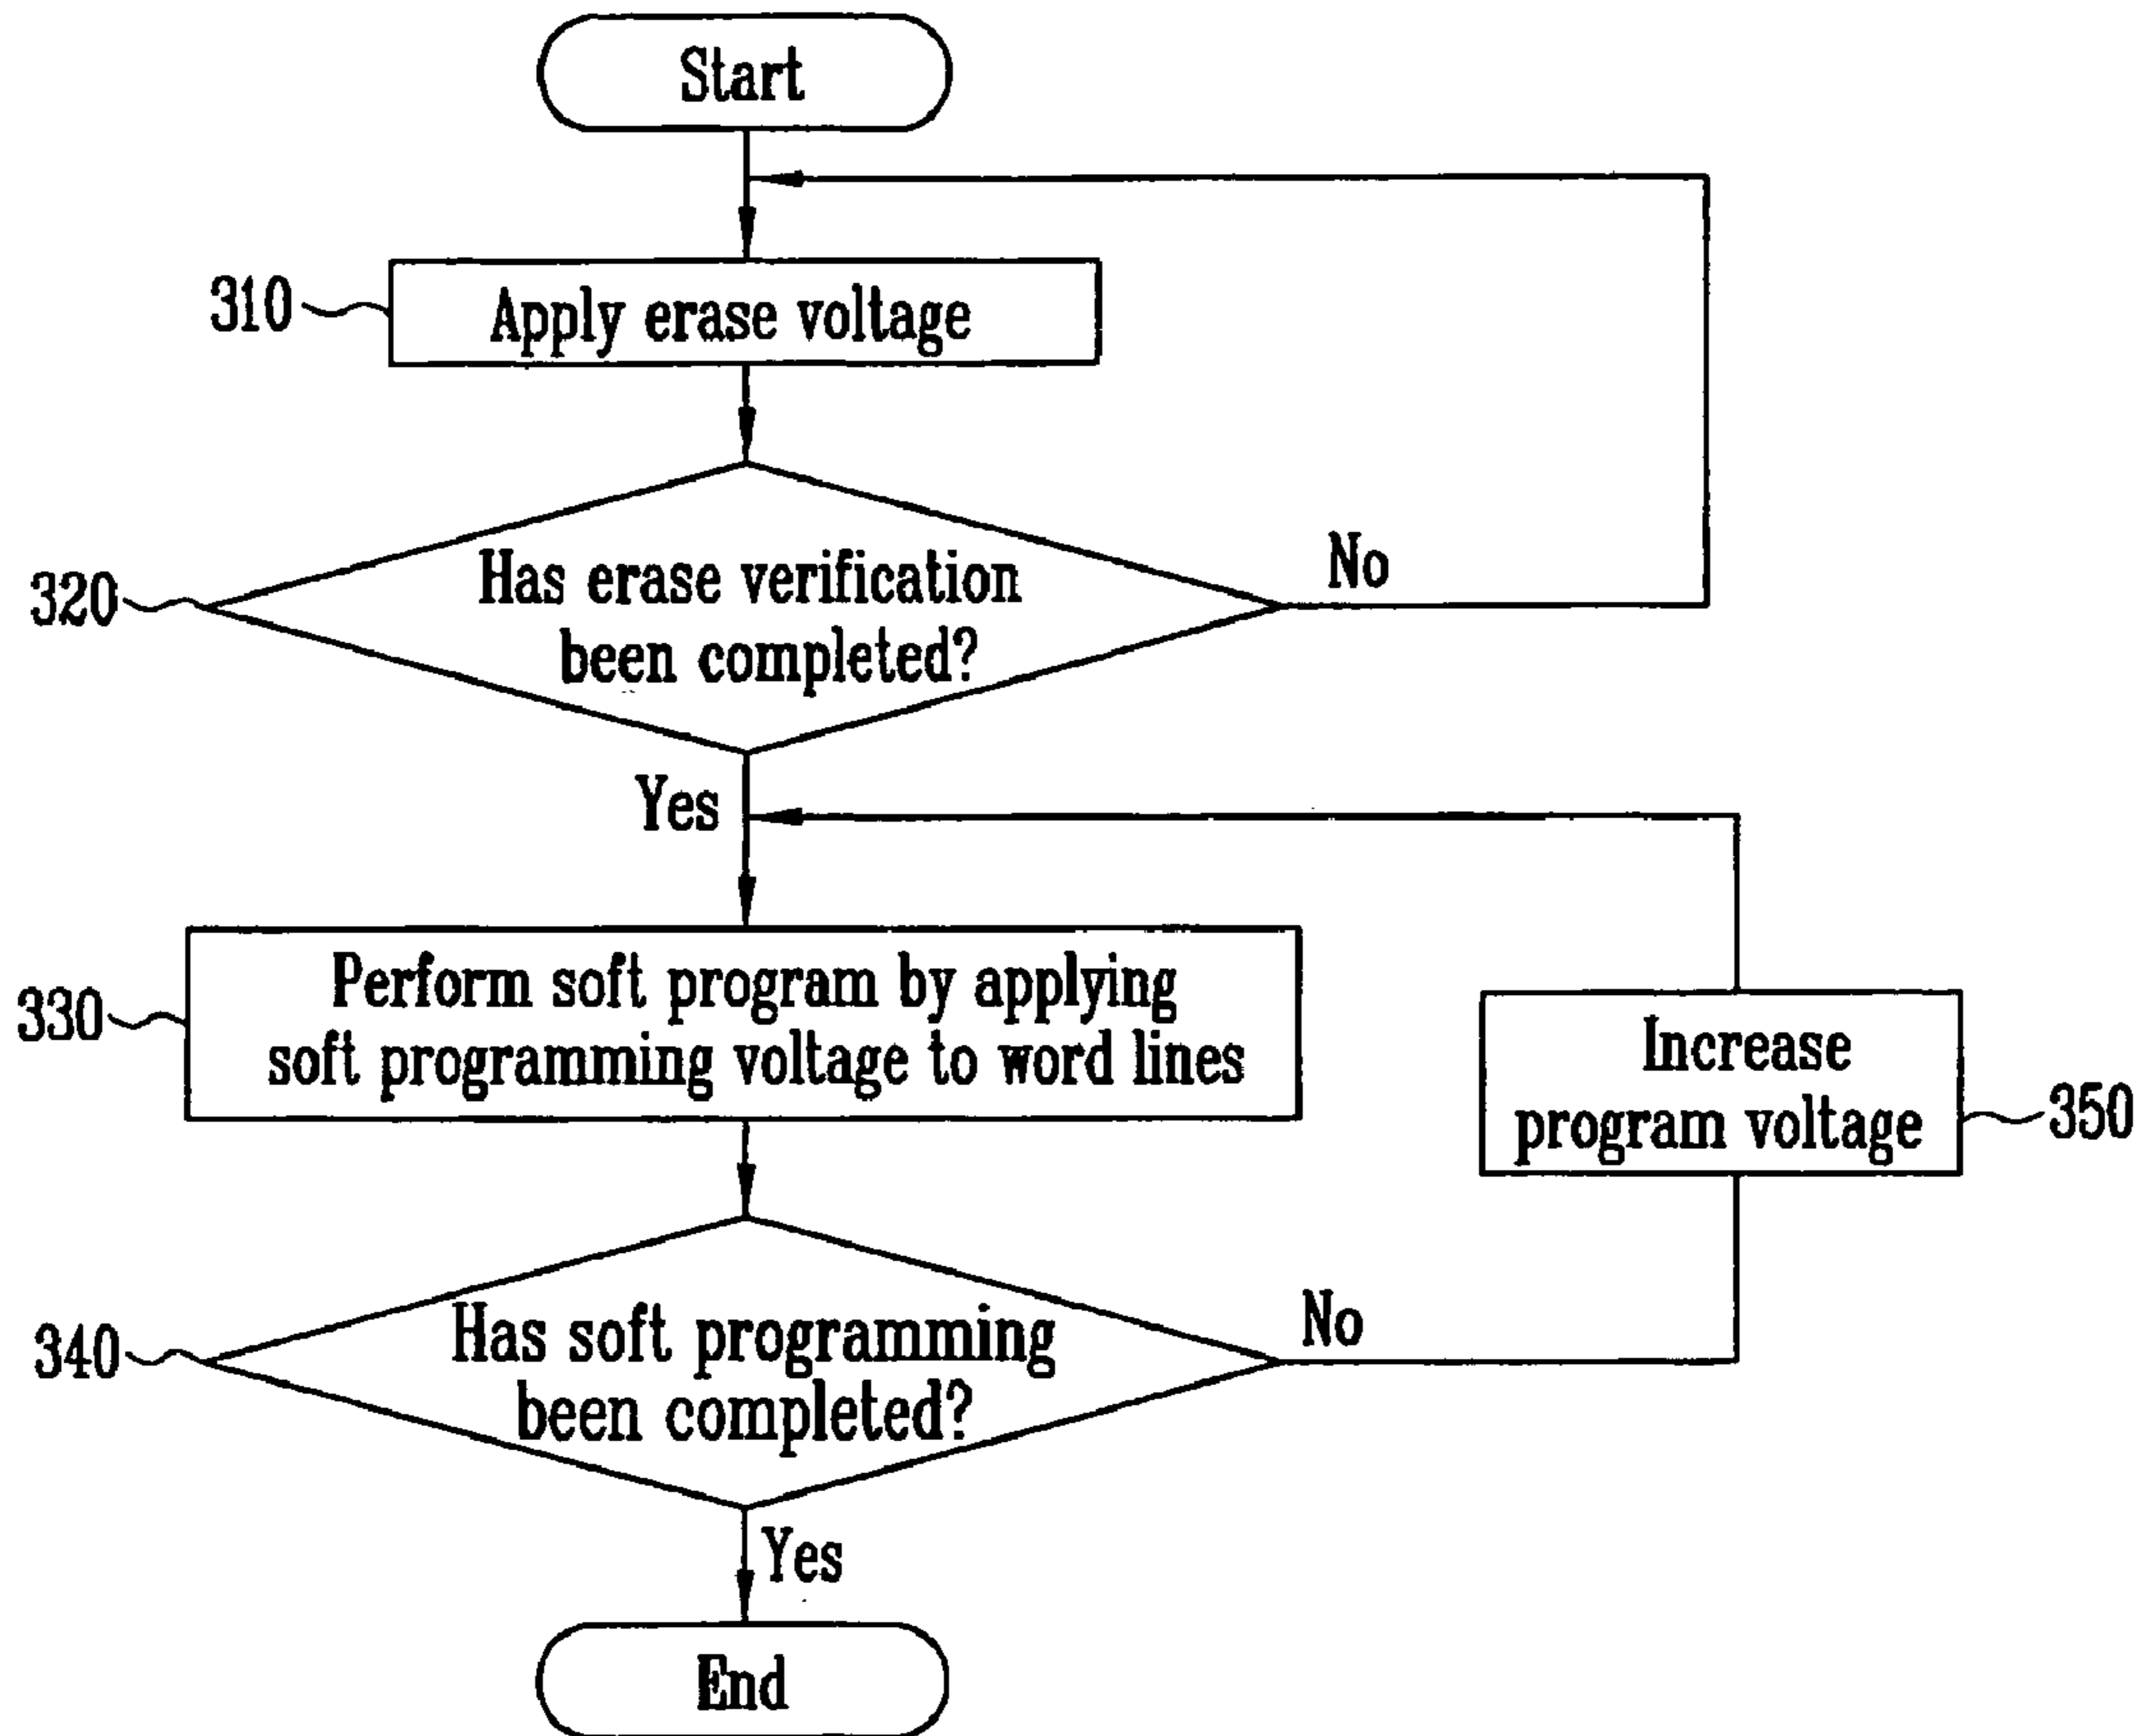 Start
310
Apply erase voltage
320
Has erase verification
been completed?
No
Yes
330
Perform soft program by applying
soft programming voltage to word lines
Increase
program voltage
350
340
Has soft programming
been completed?
No
Yes
End